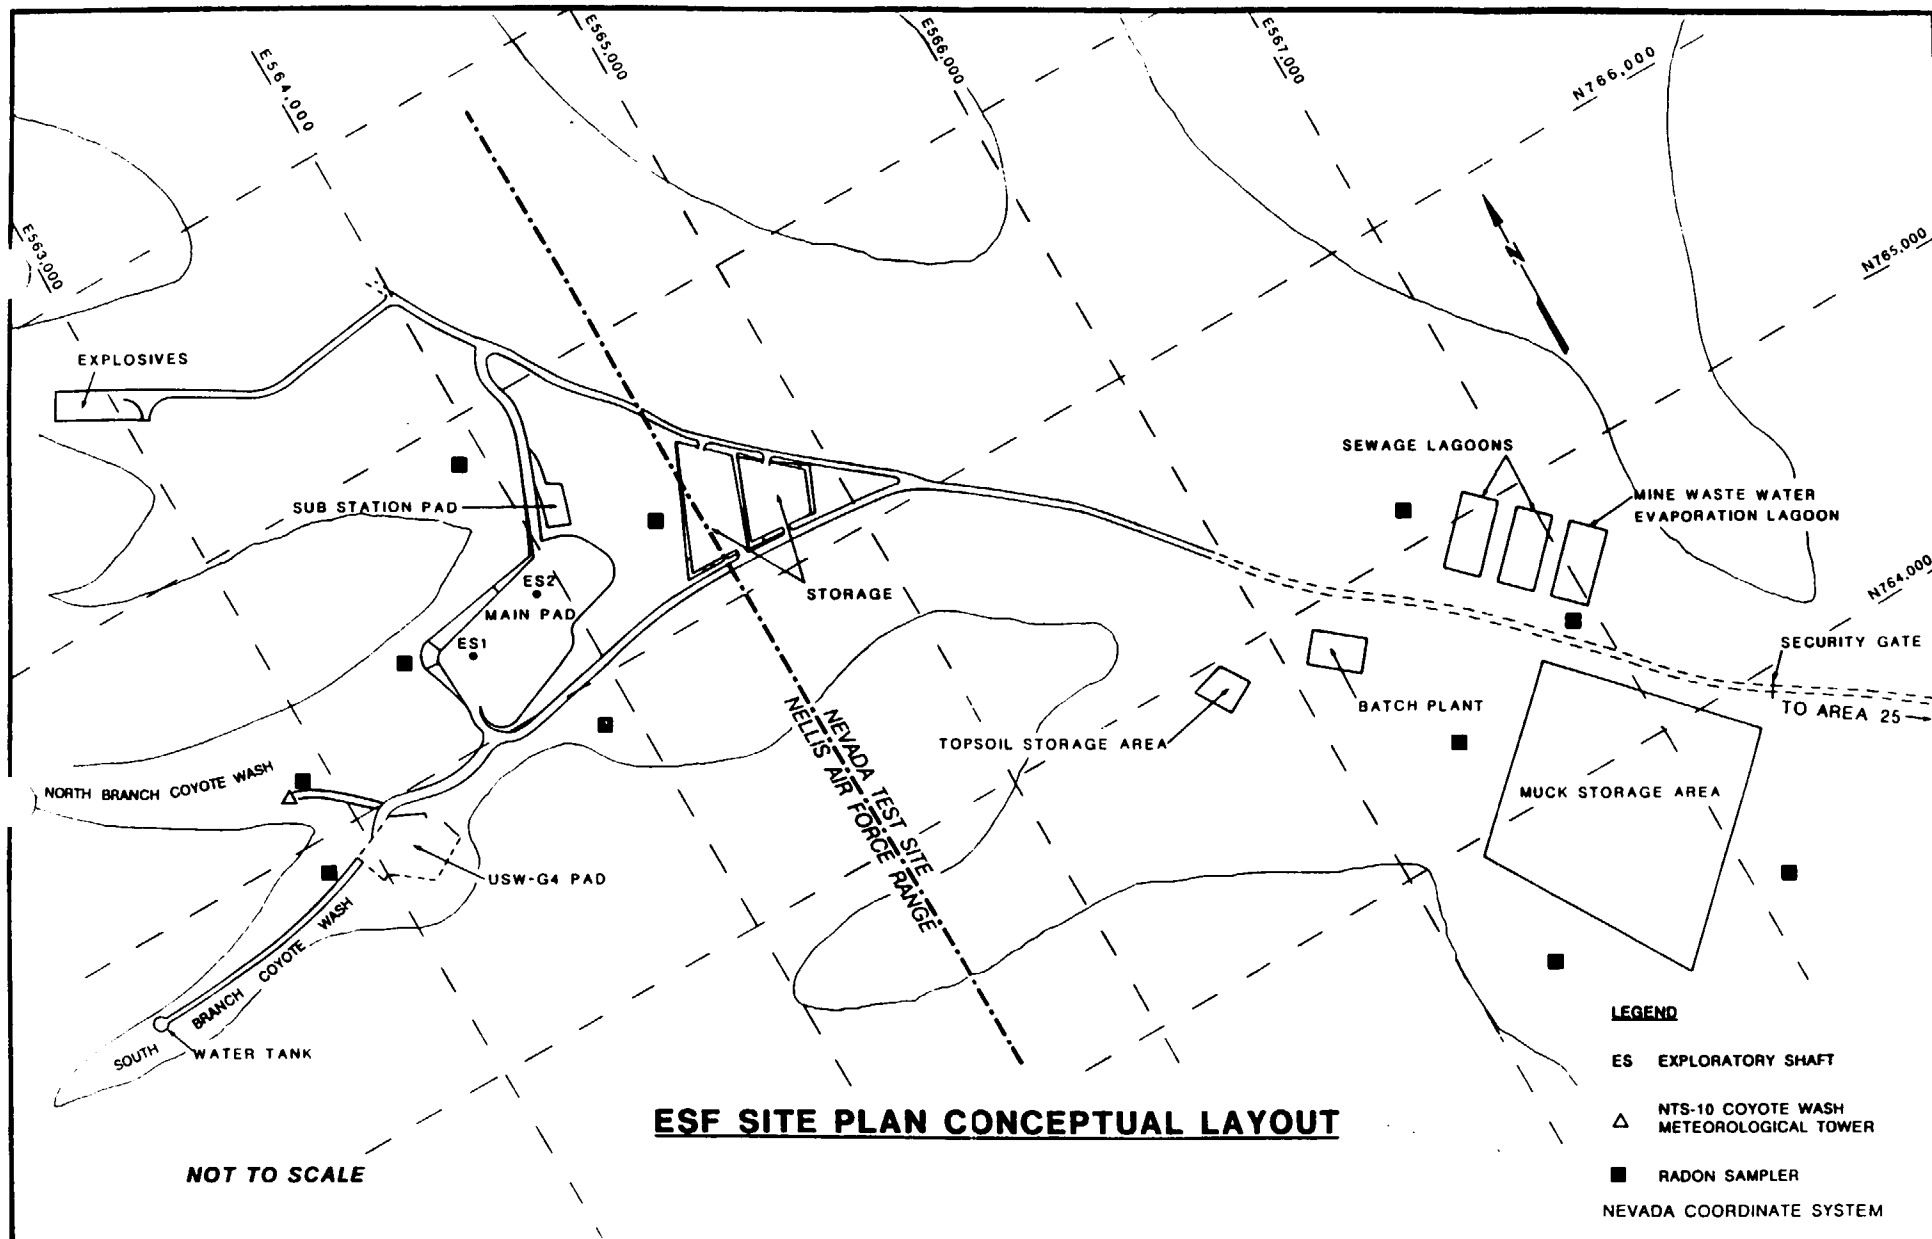 E564,000
E565,000
E566,000
E567,000
N766,000
E563,000
N765,000
N
EXPLOSIVES
SEWAGE LAGOONS
MINE WASTE WATER
EVAPORATION LAGOON
SUB STATION PAD
ES2
STORAGE
N764,000
MAIN PAD
ES1
SECURITY GATE
BATCH PLANT
TO AREA 25
TOPSOIL STORAGE AREA
NEVADA TEST SITE
NELLIS AIR FORCE RANGE
NORTH BRANCH COYOTE WASH
MUCK STORAGE AREA
USW-G4 PAD
SOUTH BRANCH COYOTE WASH
WATER TANK
LEGEND
ES EXPLORATORY SHAFT
NTS-10 COYOTE WASH
METEOROLOGICAL TOWER
RADON SAMPLER
NEVADA COORDINATE SYSTEM
ESF SITE PLAN CONCEPTUAL LAYOUT
NOT TO SCALE